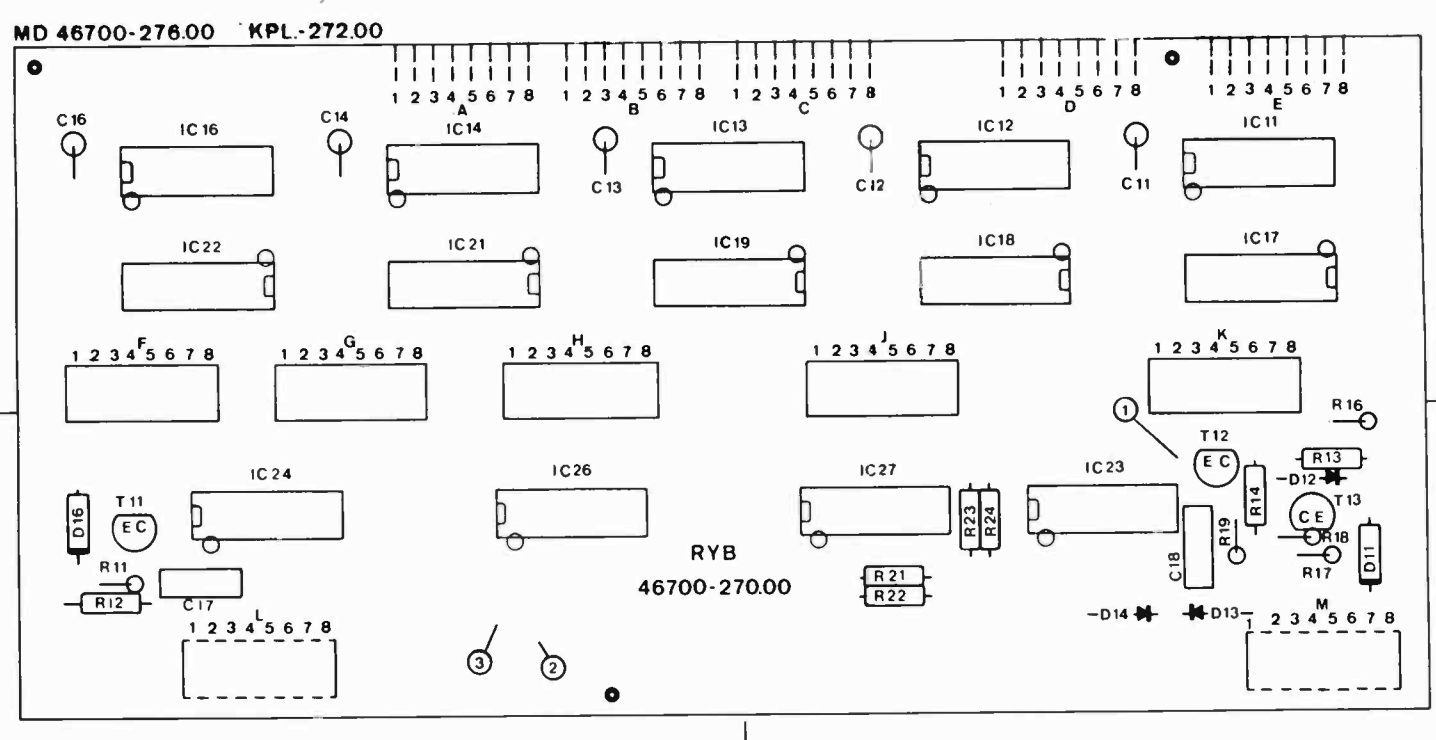 MD 46700-276.00 KPL.-272.00
1 2 3 4 5 6 7 8 1 2 3 4 5 6 7 8 1 2 3 4 5 6 7 8 1 2 3 4 5 6 7 8 1 2 3 4 5 6 7 8
A B C D E
C16 IC16 C14 IC14 IC13 IC12 IC11
C13 C12 C11
IC22 IC21 IC19 IC18 IC17
F G H J K
1 2 3 4 5 6 7 8 1 2 3 4 5 6 7 8 1 2 3 4 5 6 7 8 1 2 3 4 5 6 7 8 1 2 3 4 5 6 7 8
1 R16
T12
EC R13
IC24 IC26 IC27 IC23 R14 D12
D16 T11 R23 R24 T13
EC CE
R19 R18
RYB C18 D11
R11 R21 R17
46700-270.00
R12 C17 R22
D14 D13
L M
1 2 3 4 5 6 7 8 1 2 3 4 5 6 7 8
3 2